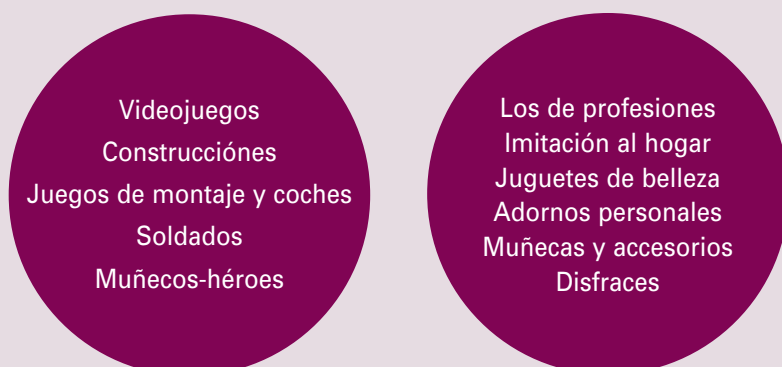 Videojuegos
Construcciónes
Juegos de montaje y coches
Soldados
Muñecos-héroes
Los de profesiones
Imitación al hogar
Juguetes de belleza
Adornos personales
Muñecas y accesorios
Disfraces